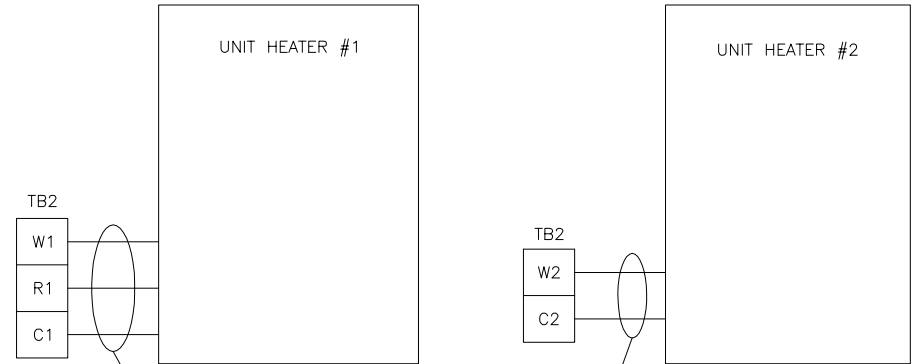 UNIT HEATER #1
TB2
W1
R1
C1
UNIT HEATER #2
TB2
W2
C2